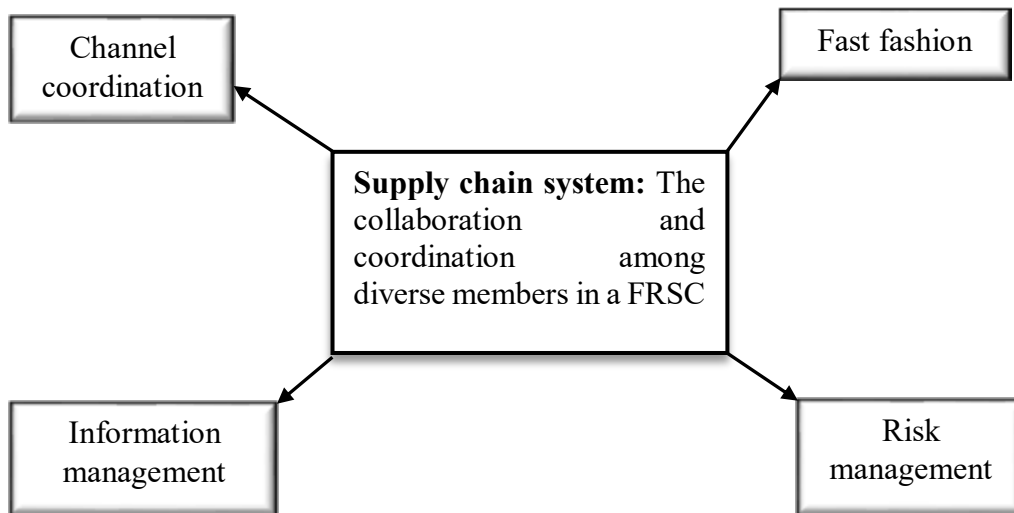 Channel
coordination
Fast fashion
Supply chain system: The
collaboration and
coordination among
diverse members in a FRSC
Information
management
Risk
management